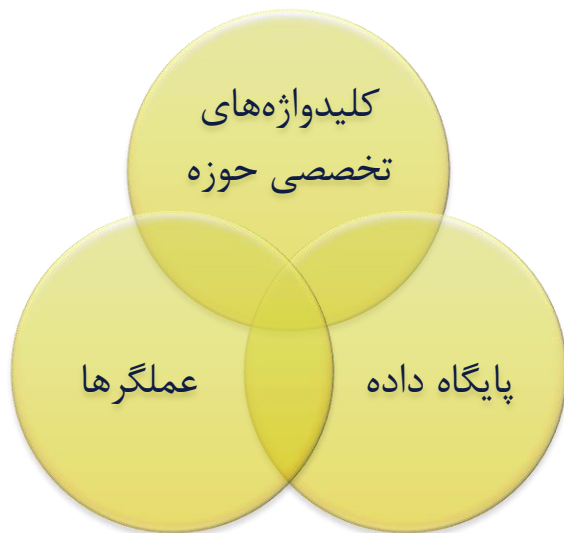 کلیدواژه‌های
تخصصی حوزه
پایگاه داده
عملگرها